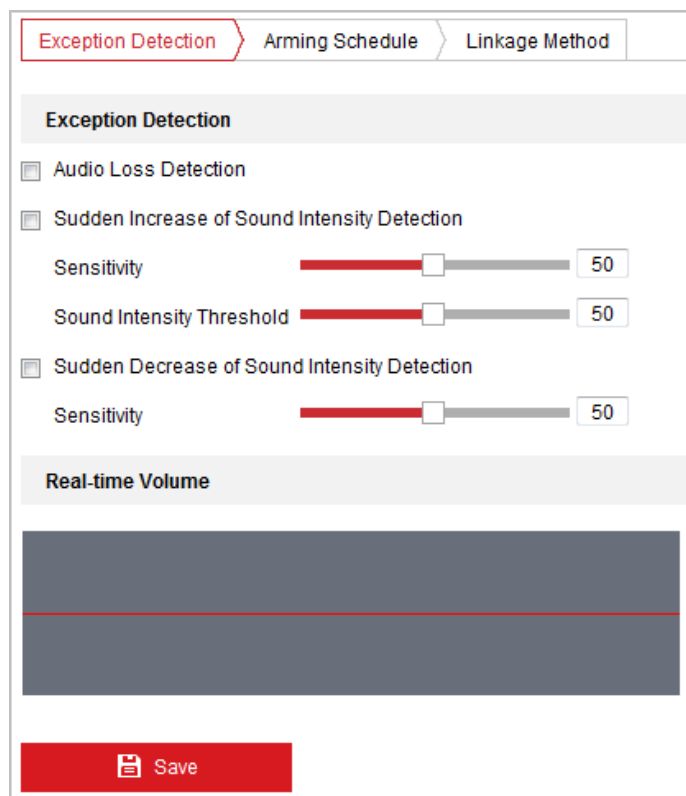 Exception Detection Arming Schedule Linkage Method
Exception Detection
Audio Loss Detection
Sudden Increase of Sound Intensity Detection
Sensitivity 50
Sound Intensity Threshold 50
Sudden Decrease of Sound Intensity Detection
Sensitivity 50
Real-time Volume
Save